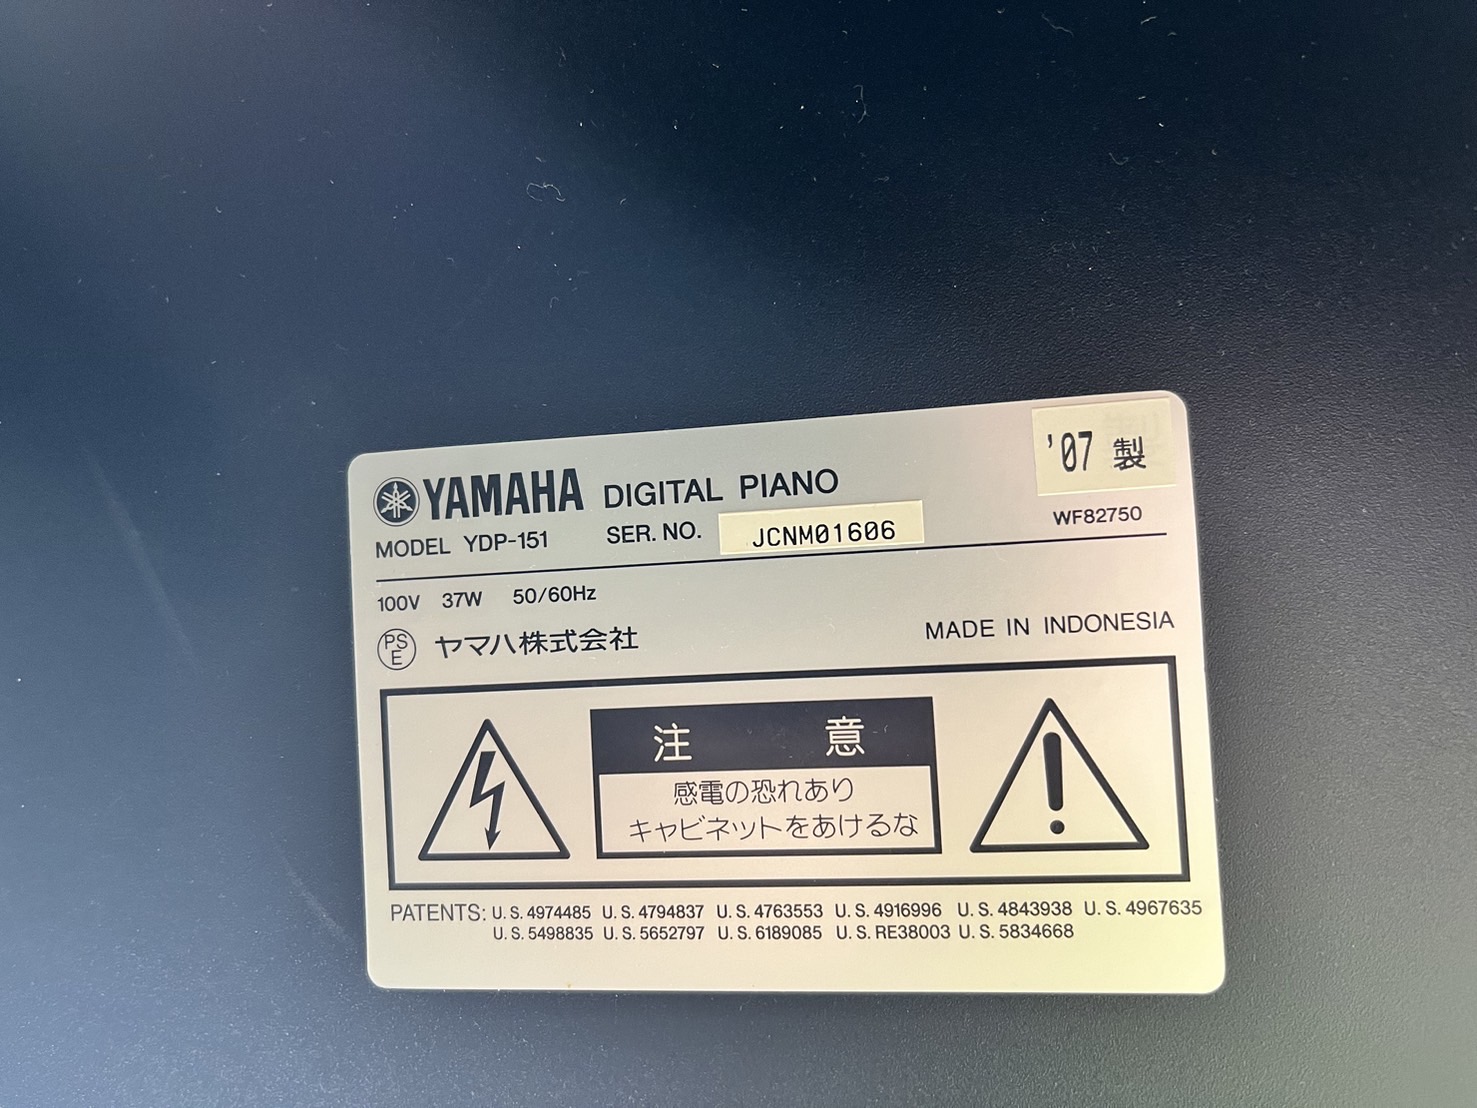 YAMAHA DIGITAL PIANO
'07 製
MODEL YDP-151 SER. NO. JCNM01606
WF82750
100V 37W 50/60Hz
PSE ヤマハ株式会社
MADE IN INDONESIA
注意
感電の恐れあり
キャビネットをあけるな
PATENTS: U.S. 4974485 U.S. 4794837 U.S. 4763553 U.S. 4916996 U.S. 4843938 U.S. 4967635
U.S. 5498835 U.S. 5652797 U.S. 6189085 U.S. RE38003 U.S. 5834668